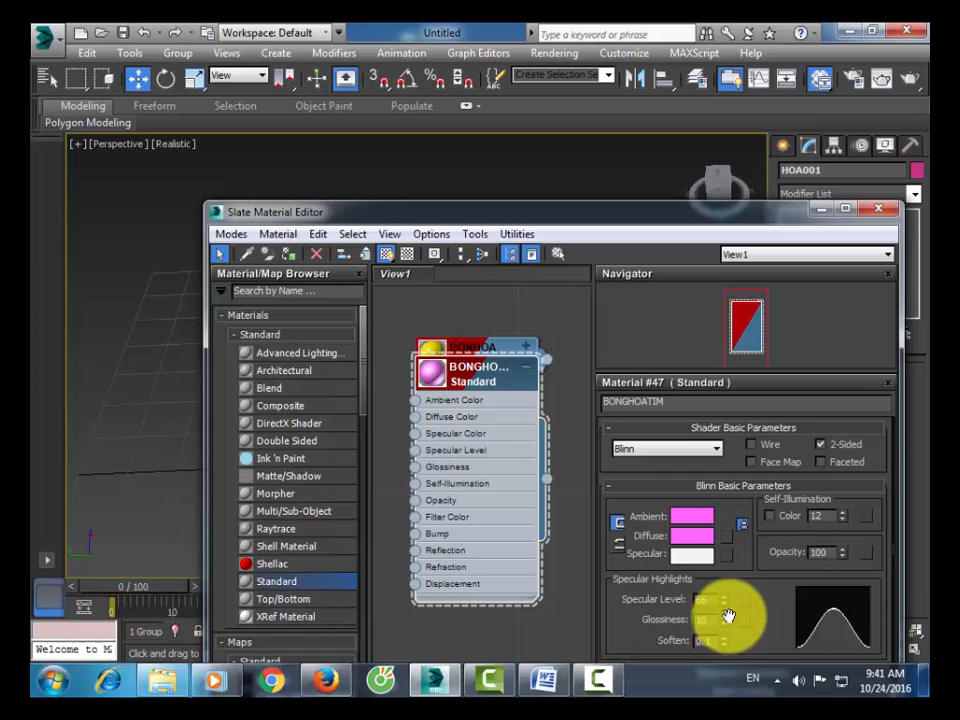 Workspace: Default
Untitled
Type a keyword or phrase
Edit Tools Group Views Create Modifiers Animation Graph Editors Rendering Customize MAXScript Help
View
Create Selection Se
Modeling Freeform Selection Object Paint Populate
Polygon Modeling
[+] [Perspective] [Realistic]
HOA001
Modifier List
Slate Material Editor
Modes Material Edit Select View Options Tools Utilities
View1
Material/Map Browser
Search by Name ...
- Materials
- Standard
Advanced Lighting...
Architectural
Blend
Composite
DirectX Shader
Double Sided
Ink 'n Paint
Matte/Shadow
Morpher
Multi/Sub-Object
Raytrace
Shell Material
Shellac
Standard
Top/Bottom
XRef Material
- Maps
View1
BONGHO...
Standard
Ambient Color
Diffuse Color
Specular Color
Specular Level
Glossiness
Self-Illumination
Opacity
Filter Color
Bump
Reflection
Refraction
Displacement
Navigator
Material #47 ( Standard )
BONGHOATIM
Shader Basic Parameters
Blinn
Wire
2-Sided
Face Map
Faceted
Blinn Basic Parameters
Self-Illumination
Ambient:
Color 12
Diffuse:
Specular:
Opacity: 100
Specular Highlights
Specular Level:
Glossiness: 10
Soften: 0.1
0 / 100
10
1 Group
Welcome to M
Click and drag to
EN
9:41 AM
10/24/2016